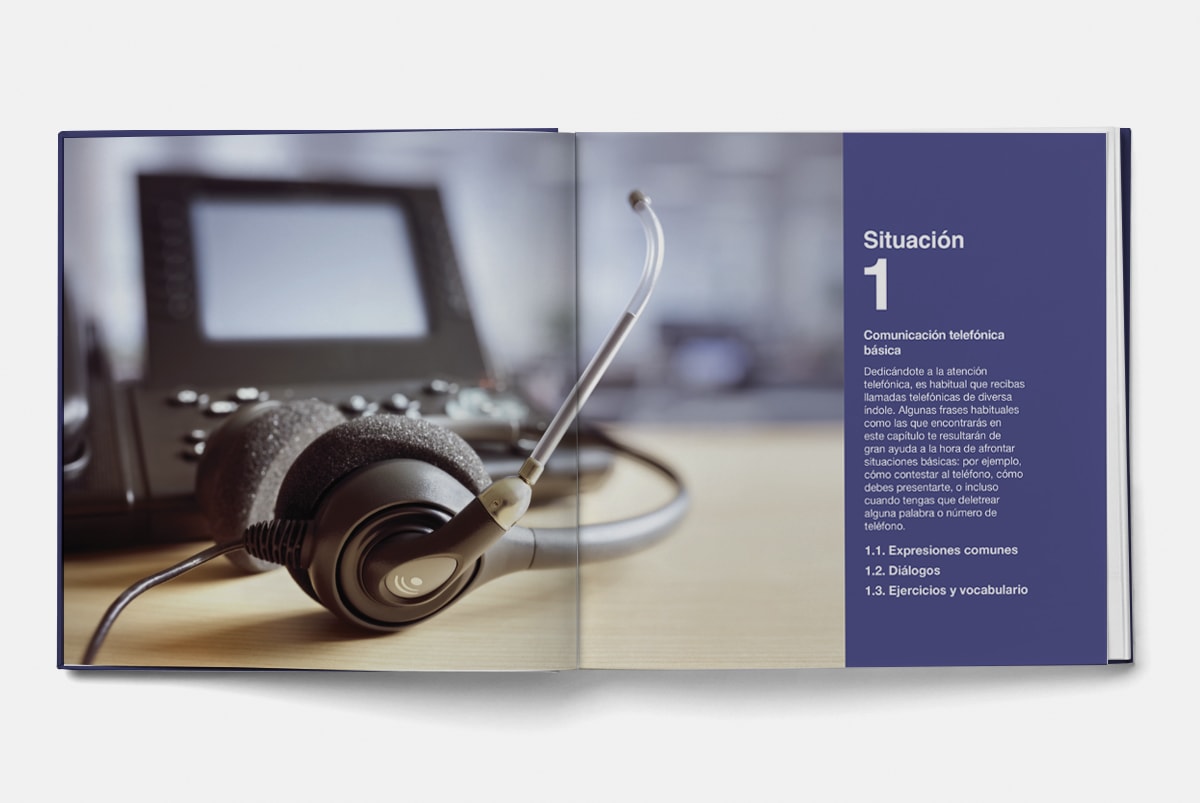 Situación
1
Comunicación telefónica
básica
Dedicándote a la atención
telefónica, es habitual que recibas
llamadas telefónicas de diversa
índole. Algunas frases habituales
como las que encontrarás en
este capítulo te resultarán de
gran ayuda a la hora de afrontar
situaciones básicas: por ejemplo,
cómo contestar al teléfono, cómo
debes presentarte, o incluso
cuando tengas que deletrear
alguna palabra o número de
teléfono.
1.1. Expresiones comunes
1.2. Diálogos
1.3. Ejercicios y vocabulario